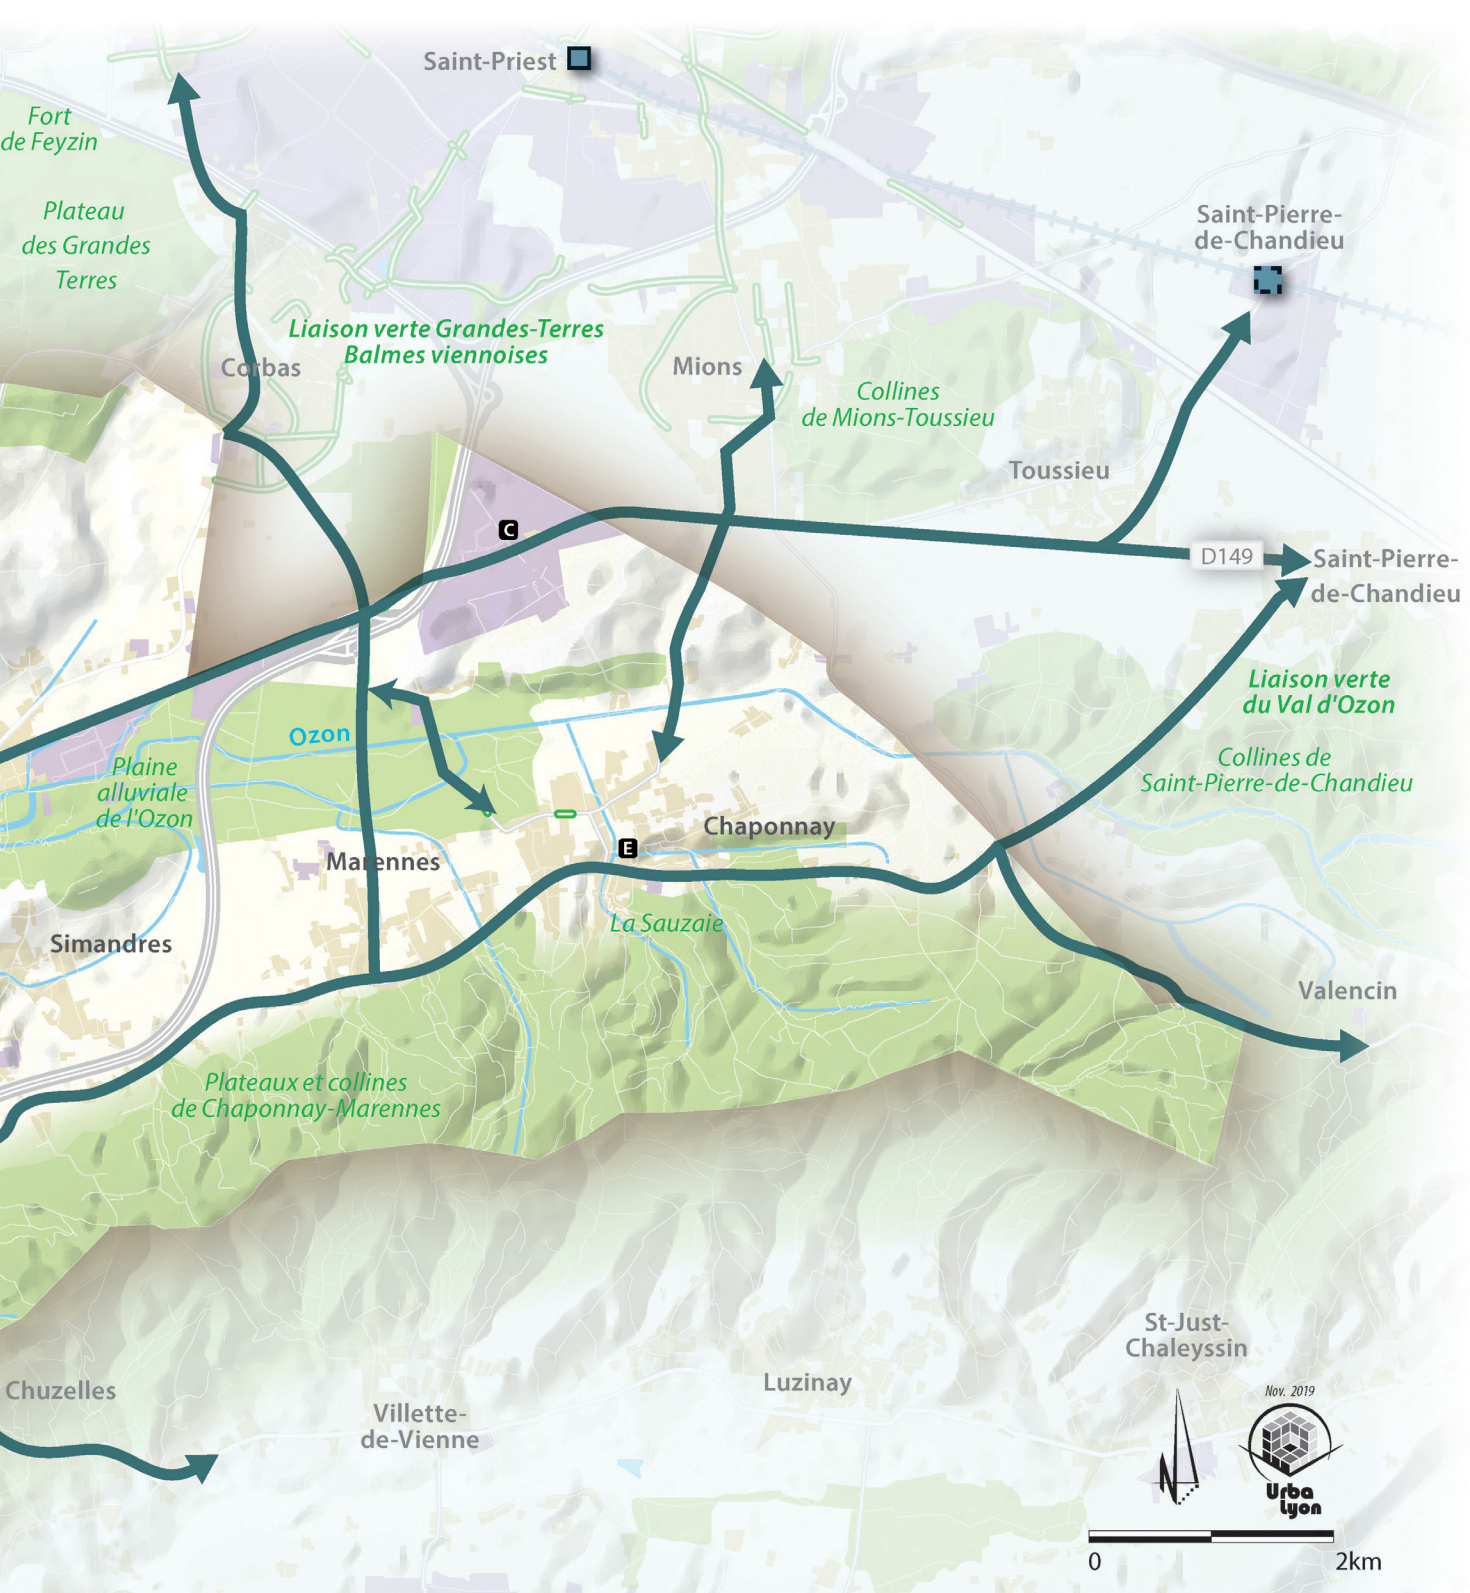 Saint-Priest
Fort
de Feyzin
Plateau
des Grandes
Terres
Saint-Pierre-
de-Chandieu
Liaison verte Grandes-Terres
Balmes viennoises
Corbas
Mions
Collines
de Mions-Toussieu
Toussieu
C
D149
Saint-Pierre-
de-Chandieu
Liaison verte
du Val d'Ozon
Ozon
Plaine
alluviale
de l'Ozon
Collines de
Saint-Pierre-de-Chandieu
Chaponnay
E
Marennes
La Sauzaie
Simandres
Valencin
Plateaux et collines
de Chaponnay-Marennes
St-Just-
Chaleyssin
Chuzelles
Luzinay
Villette-
de-Vienne
Nov. 2019
N
Urba
Lyon
0
2km